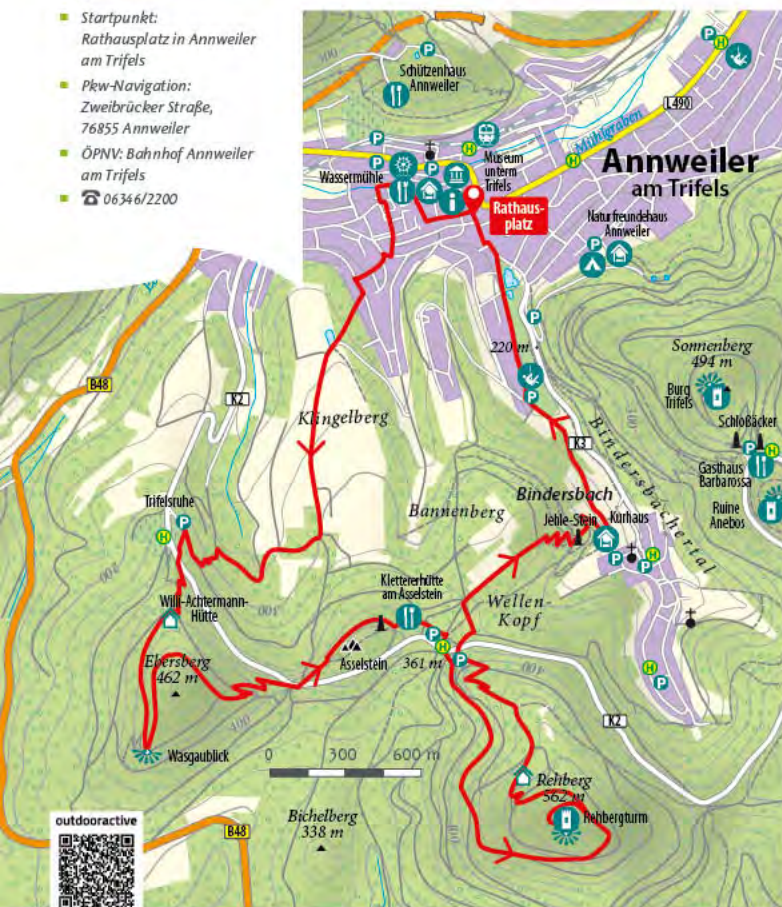 Startpunkt:
Rathausplatz in Annweiler
am Trifels
Pkw-Navigation:
Zweibrücker Straße,
76855 Annweiler
ÖPNV: Bahnhof Annweiler
am Trifels
☎ 06346/2200
Schützenhaus
Annweiler
P
P
H
L490
Mühlgraben
H
P
H
Museum
unterm
Trifels
P
P
Wassermühle
i
Annweiler
am Trifels
Rathaus-
platz
Naturfreundehaus
Annweiler
P
P
220 m
P
Sonnenberg
494 m
Burg
Trifels
Schloßäcker
P
H
Gasthaus
Barbarossa
Ruine
Anebos
B48
K2
Klingelberg
K3
Bindersbachertal
Bannenberg
Bindersbach
Jeble-Stein
Kurhaus
P
P
H
Trifelsruhe
H
P
400
400
Willi-Achtermann-
Hütte
Klettererhütte
am Asselstein
Wellen-
Kopf
P
H
P
361 m
Asselstein
Ebersberg
462 m
400
400
H
P
K2
Wasgaublick
0 300 600 m
Rehberg
562 m
Rehbergturm
Bichelberg
338 m
outdooractive
B48